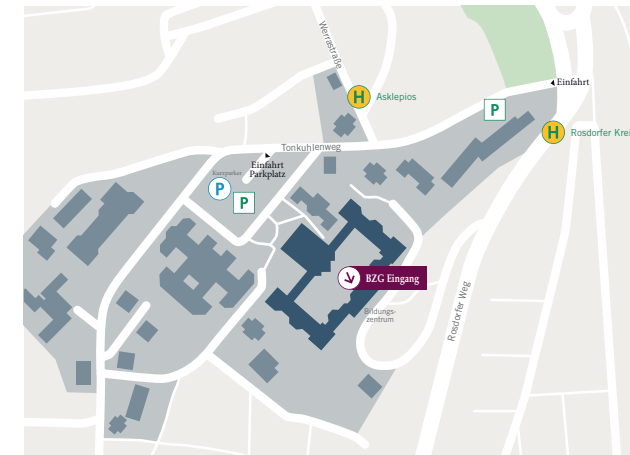 Werrastraße
Einfahrt
H Asklepios
P
H Rosdorfer Krei
Tonkuhlenweg
Einfahrt
Parkplatz
Kurzparker
P
P
BZG Eingang
Bildungs-
zentrum
Rosdorfer Weg